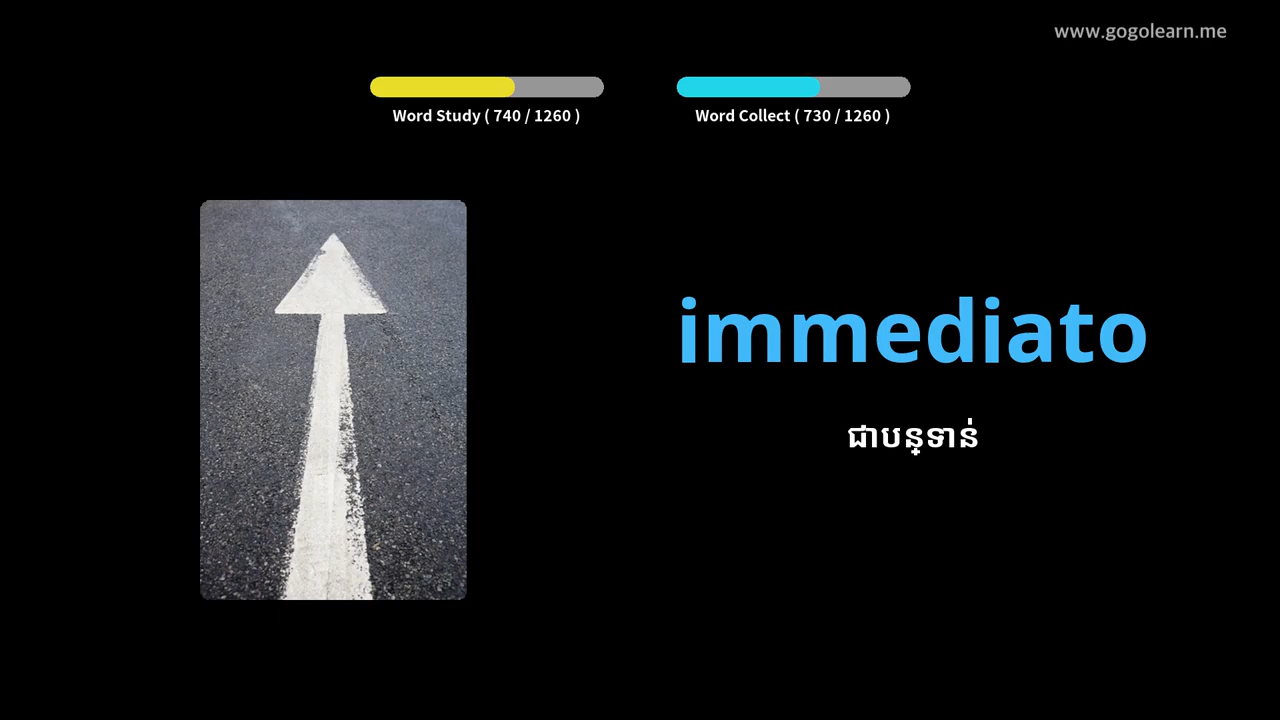 www.gogolearn.me
Word Study ( 740 / 1260 )
Word Collect ( 730 / 1260 )
immediato
ជាបន្ទាន់